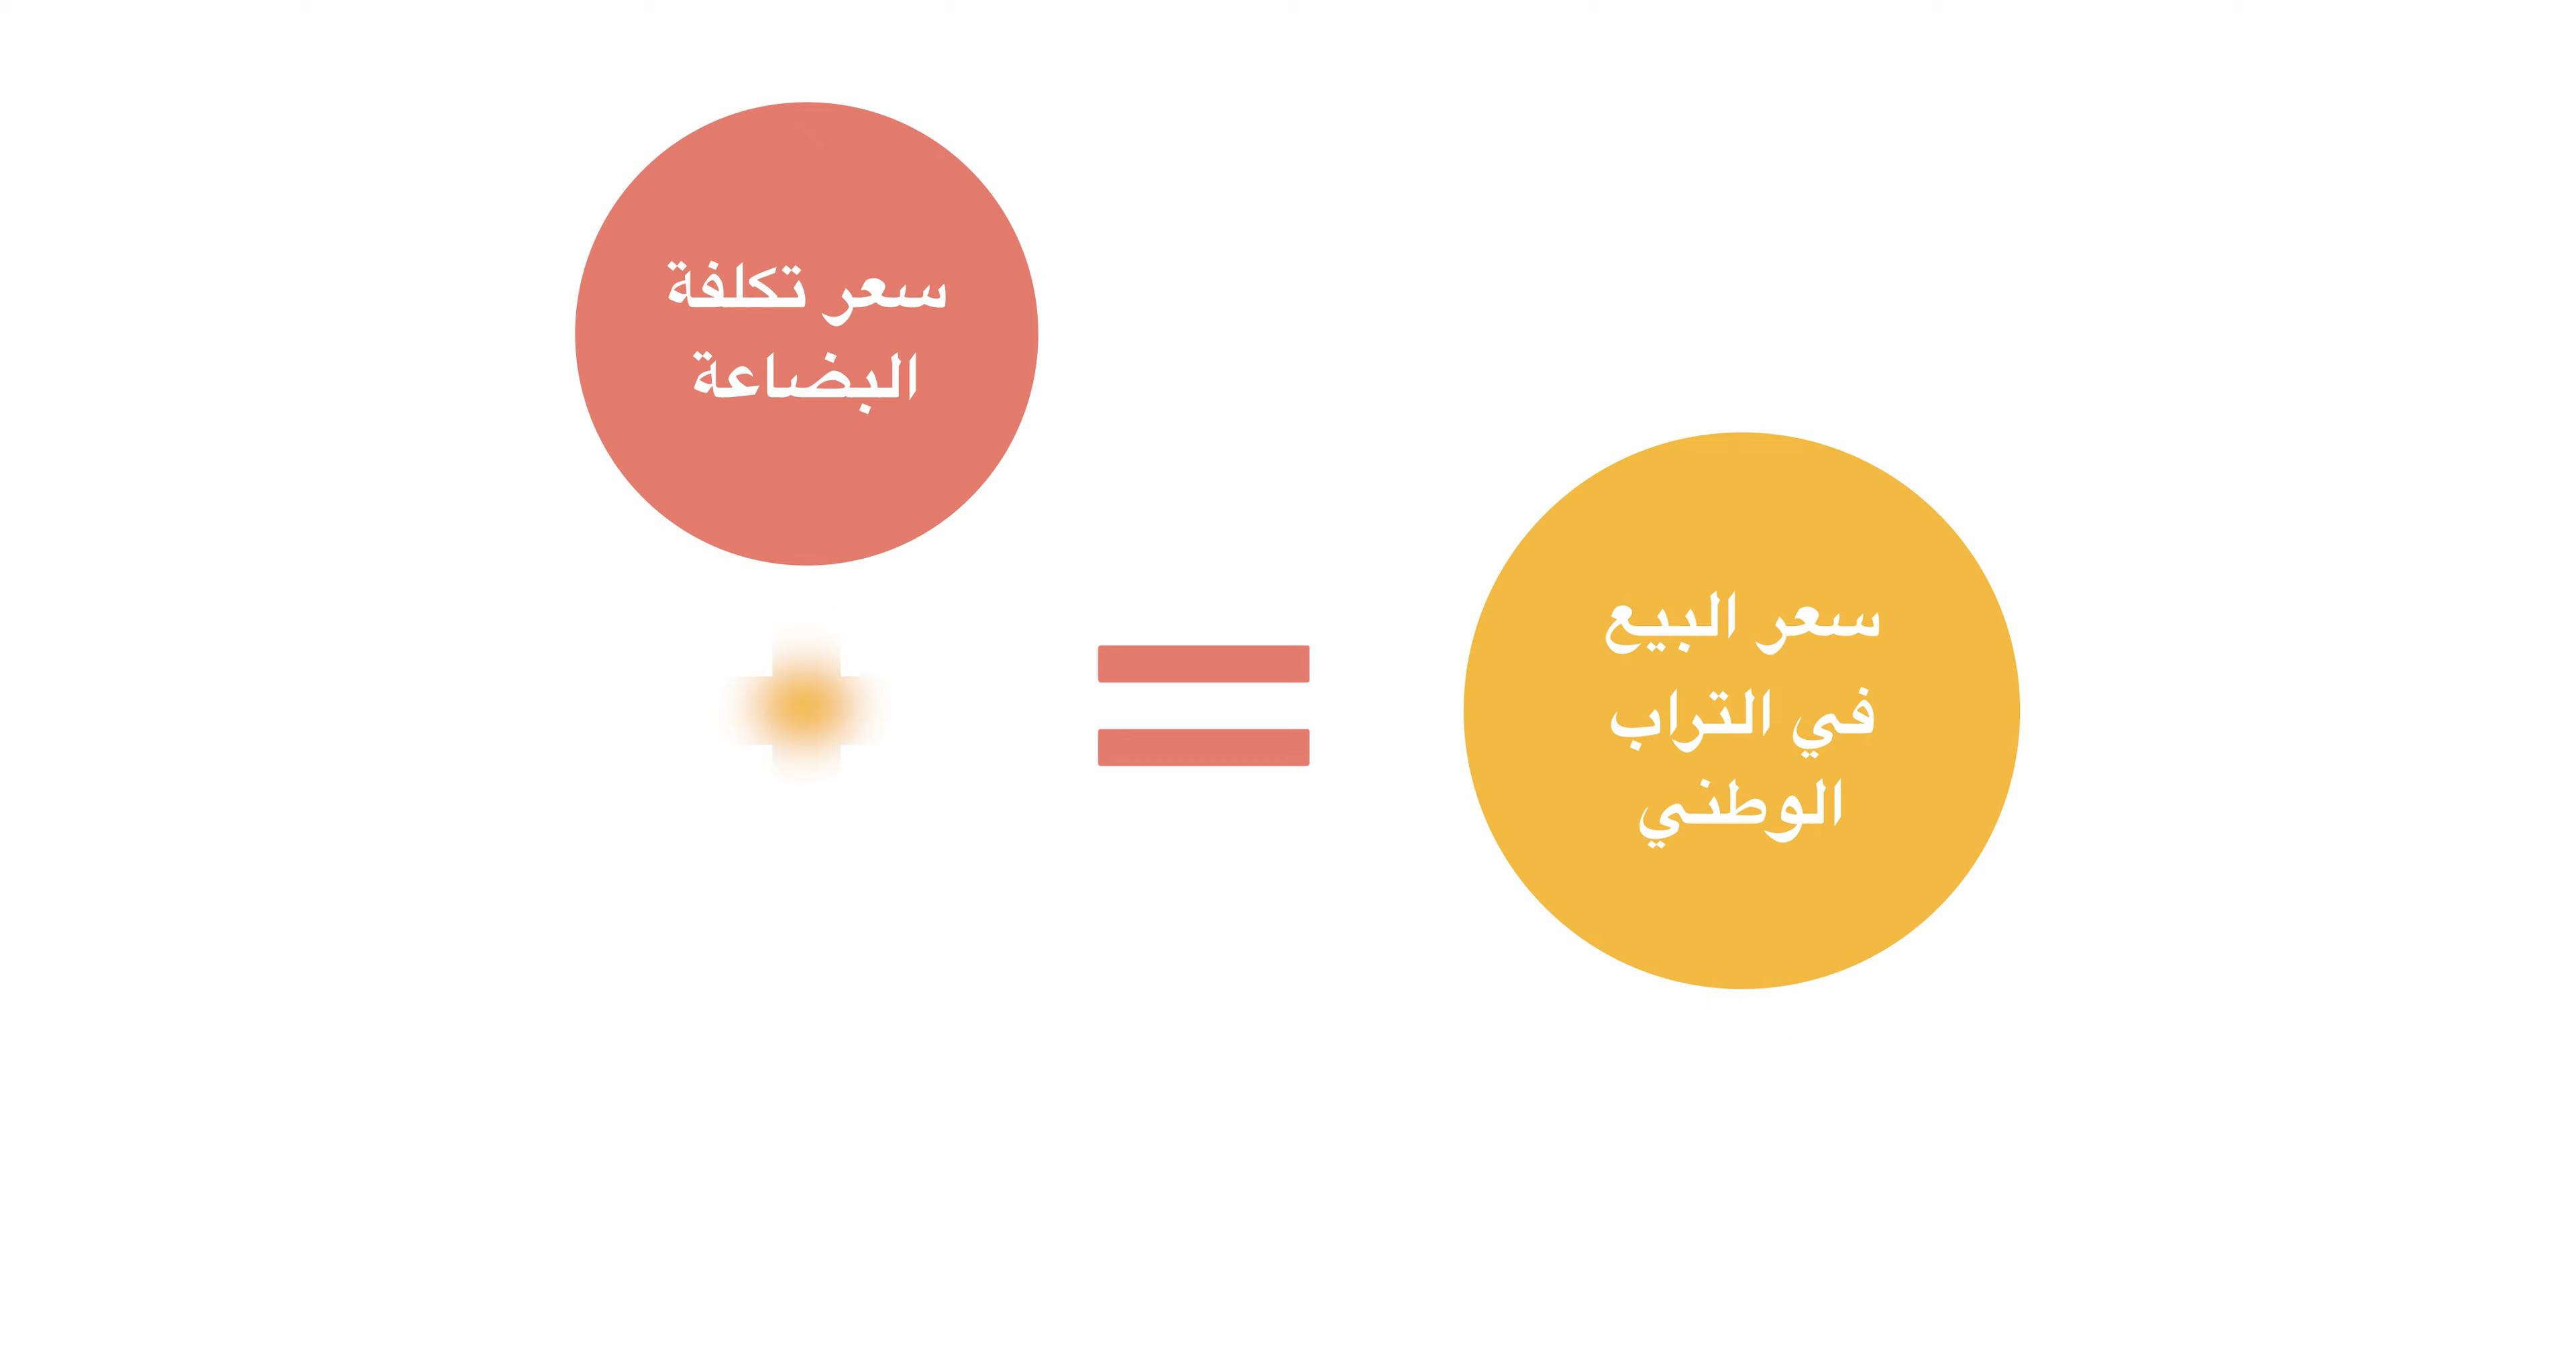 سعر البيع
في التراب
الوطني
=
سعر تكلفة
البضاعة
+